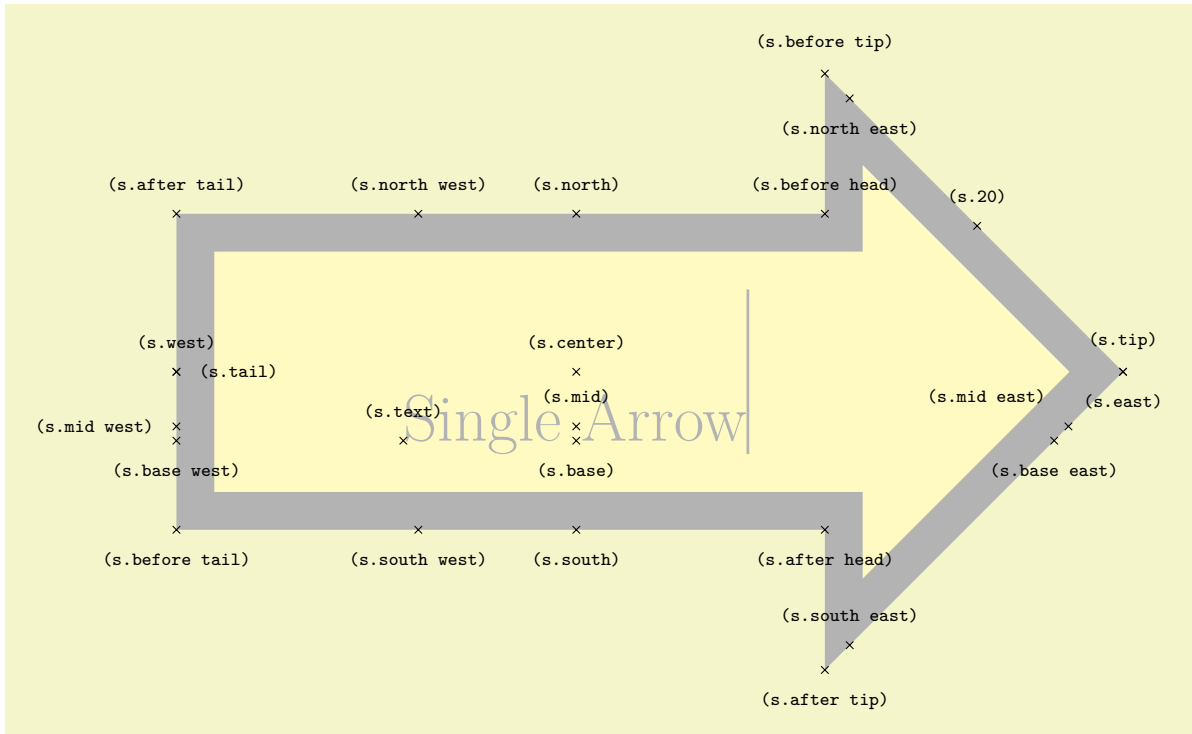 (s.before tip)
(s.north east)
(s.after tail) (s.north west) (s.north) (s.before head)
(s.20)
(s.west) (s.center) (s.tip)
(s.tail)
(s.mid) (s.mid east)
(s.east)
(s.text)
Single Arrow
(s.mid west)
(s.base west) (s.base) (s.base east)
(s.before tail) (s.south west) (s.south) (s.after head)
(s.south east)
(s.after tip)